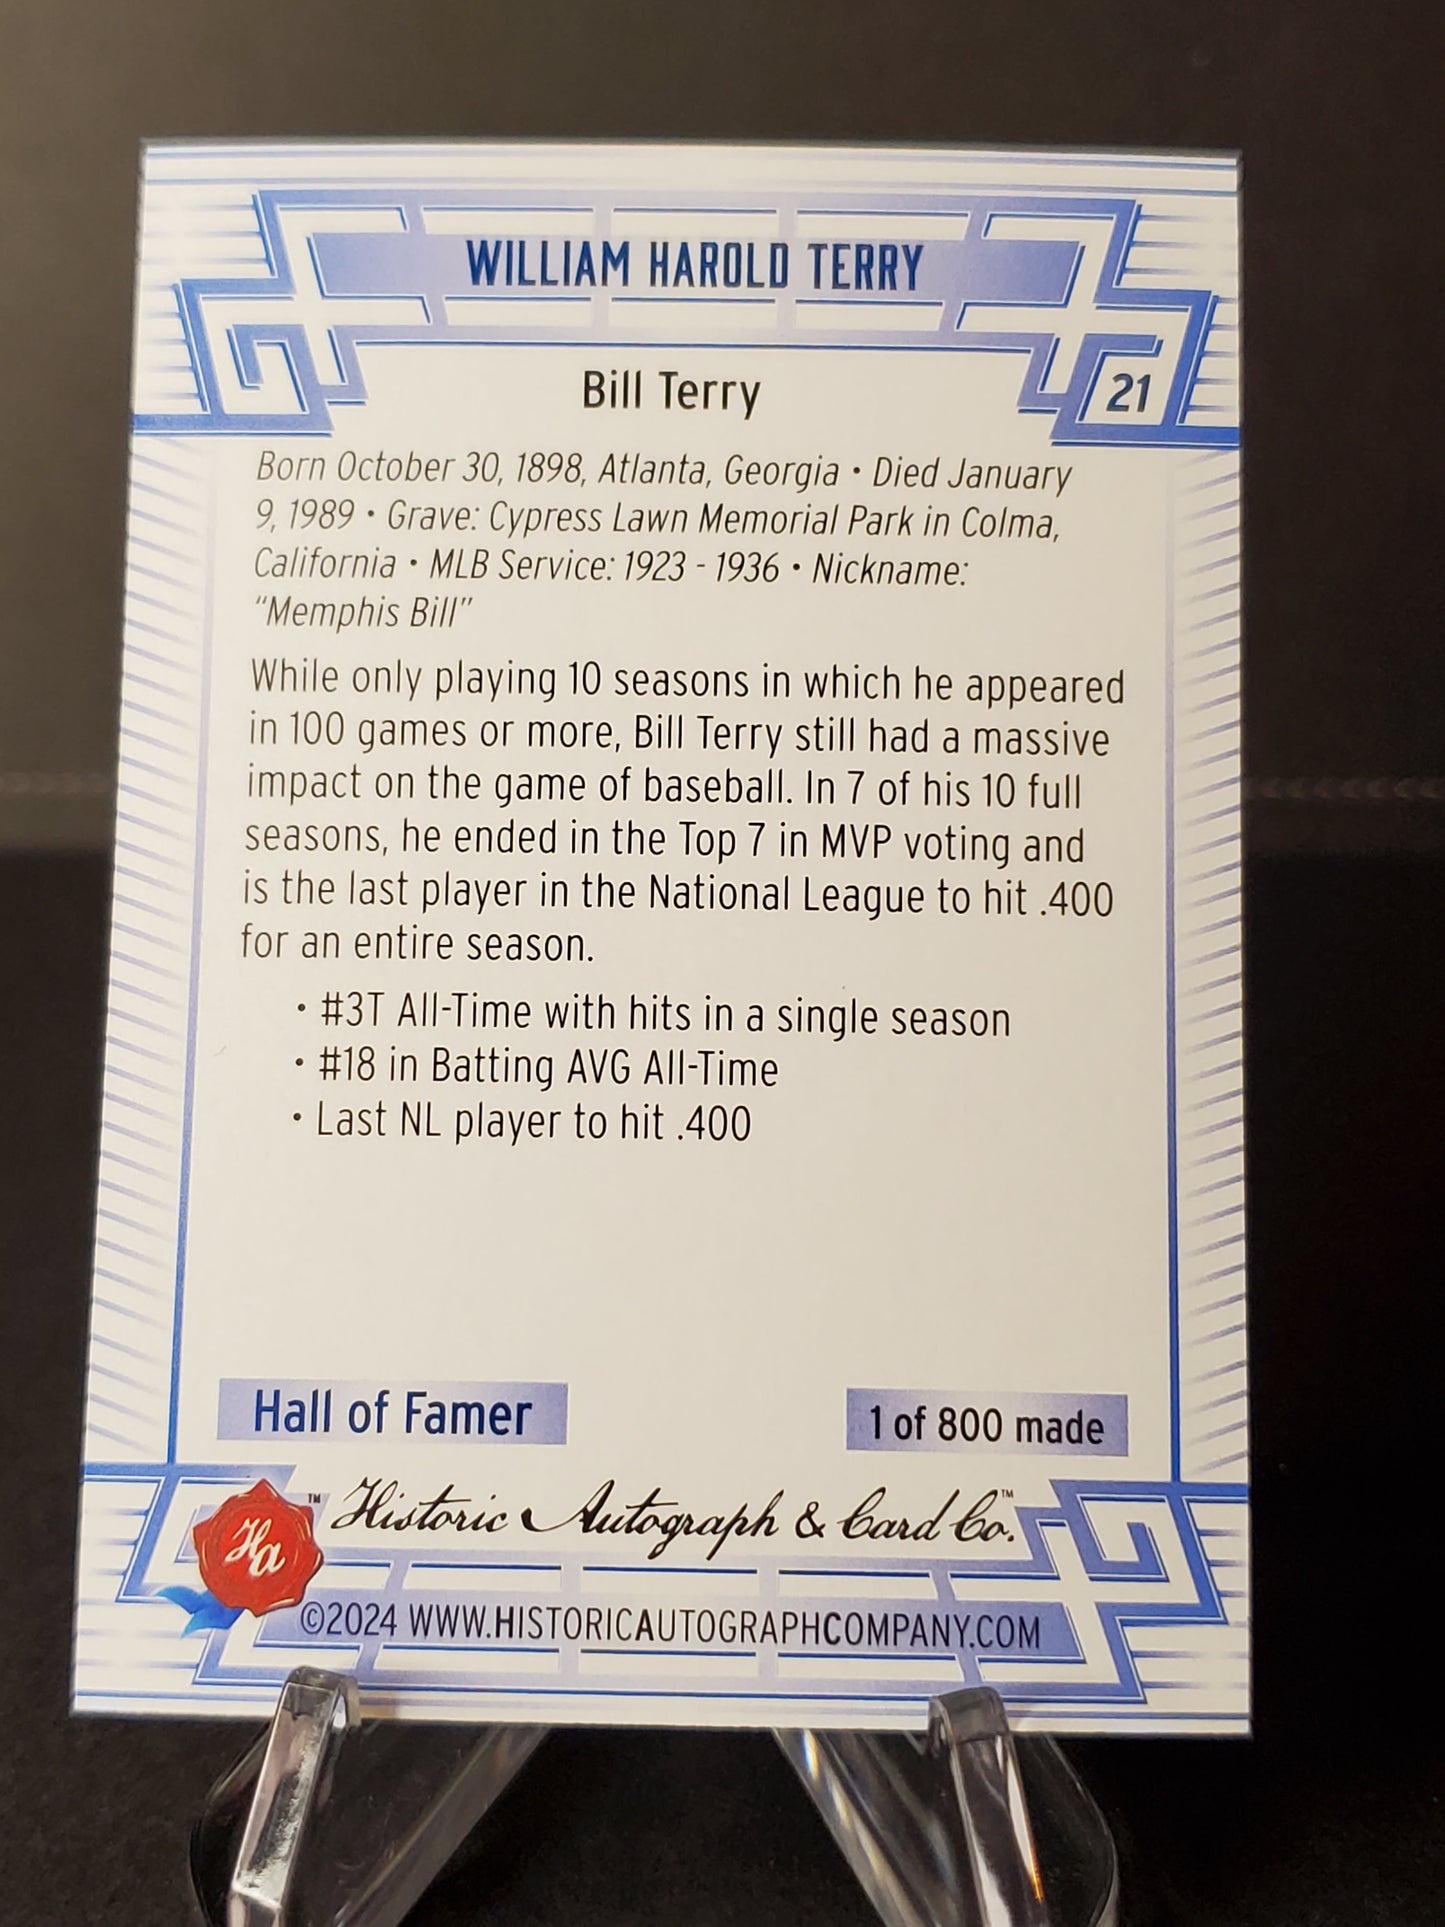 WILLIAM HAROLD TERRY
Bill Terry
21
Born October 30, 1898, Atlanta, Georgia • Died January
9, 1989 • Grave: Cypress Lawn Memorial Park in Colma,
California • MLB Service: 1923 - 1936 • Nickname:
“Memphis Bill”
While only playing 10 seasons in which he appeared
in 100 games or more, Bill Terry still had a massive
impact on the game of baseball. In 7 of his 10 full
seasons, he ended in the Top 7 in MVP voting and
is the last player in the National League to hit .400
for an entire season.
• #3T All-Time with hits in a single season
• #18 in Batting AVG All-Time
• Last NL player to hit .400
Hall of Famer
1 of 800 made
Ha ™ Historic Autograph & Card Co.™
©2024 WWW.HISTORICAUTOGRAPHCOMPANY.COM